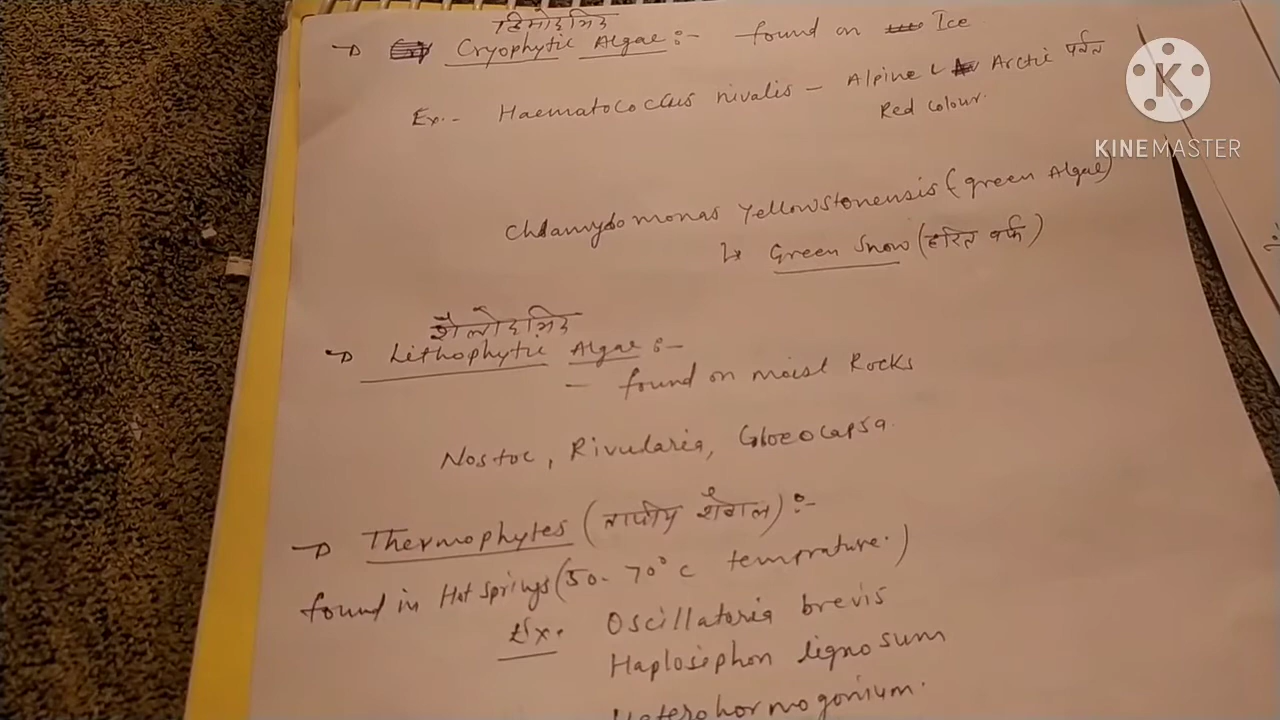 हिमोद्भिद
→ Cryophytic Algae :- found on Ice
Ex.- Haematococcus nivalis - Alpine & Arctic पर्वत
Red colour.
Chlamydomonas Yellowstonensis (green Algae)
↳ Green Snow (हरित बर्फ)
शैलोद्भिद
→ Lithophytic Algae :-
- found on moist Rocks
Nostoc, Rivularia, Gloeocapsa.
→ Thermophytes (तापीय शैवाल) :-
found in Hot springs (50-70°c temprature.)
Ex. Oscillatoria brevis
Haplosiphon lignosum
Heterohormogonium.
K
KINEMASTER